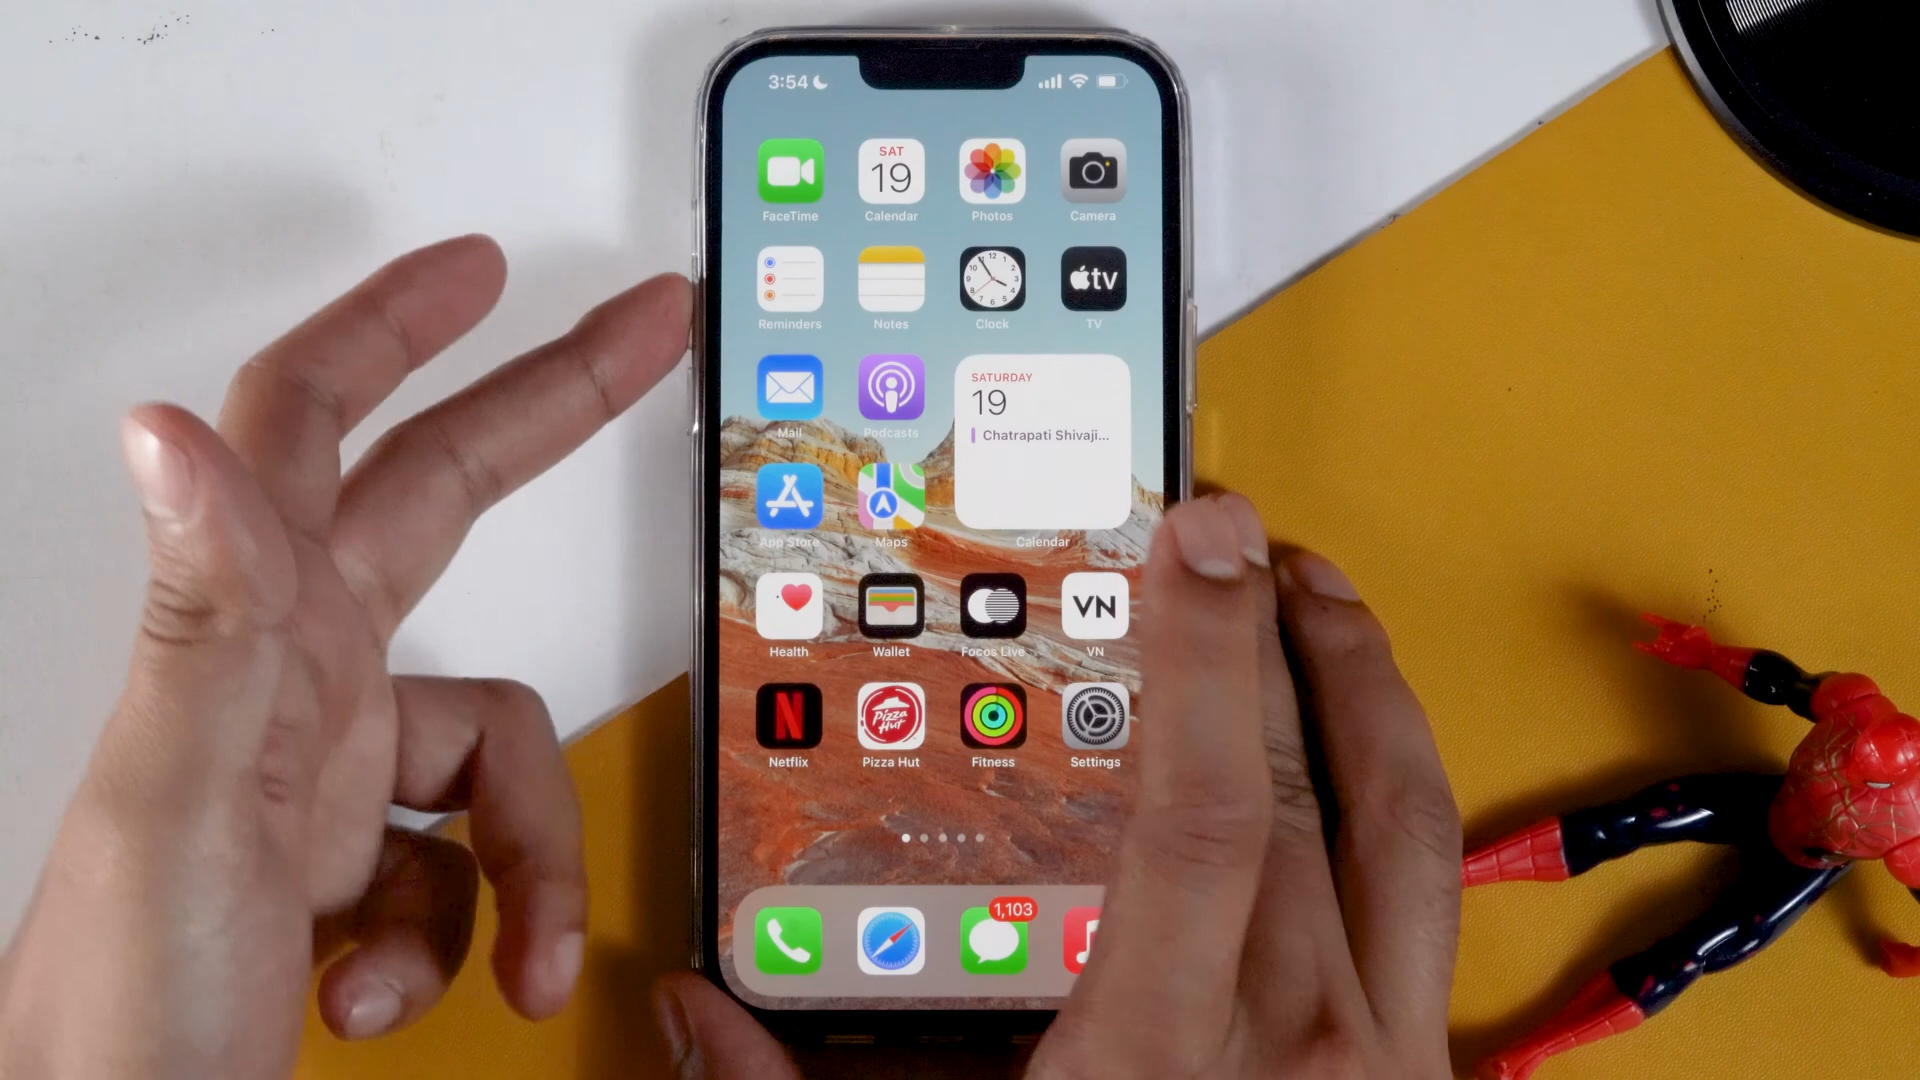 3:54
SAT
19
FaceTime
Calendar
Photos
Camera
tv
Reminders
Notes
Clock
TV
Mail
Podcasts
SATURDAY
19
Chatrapati Shivaji...
App Store
Maps
Calendar
VN
Health
Wallet
Focos Live
VN
Pizza Hut
Netflix
Pizza Hut
Fitness
Settings
1,103